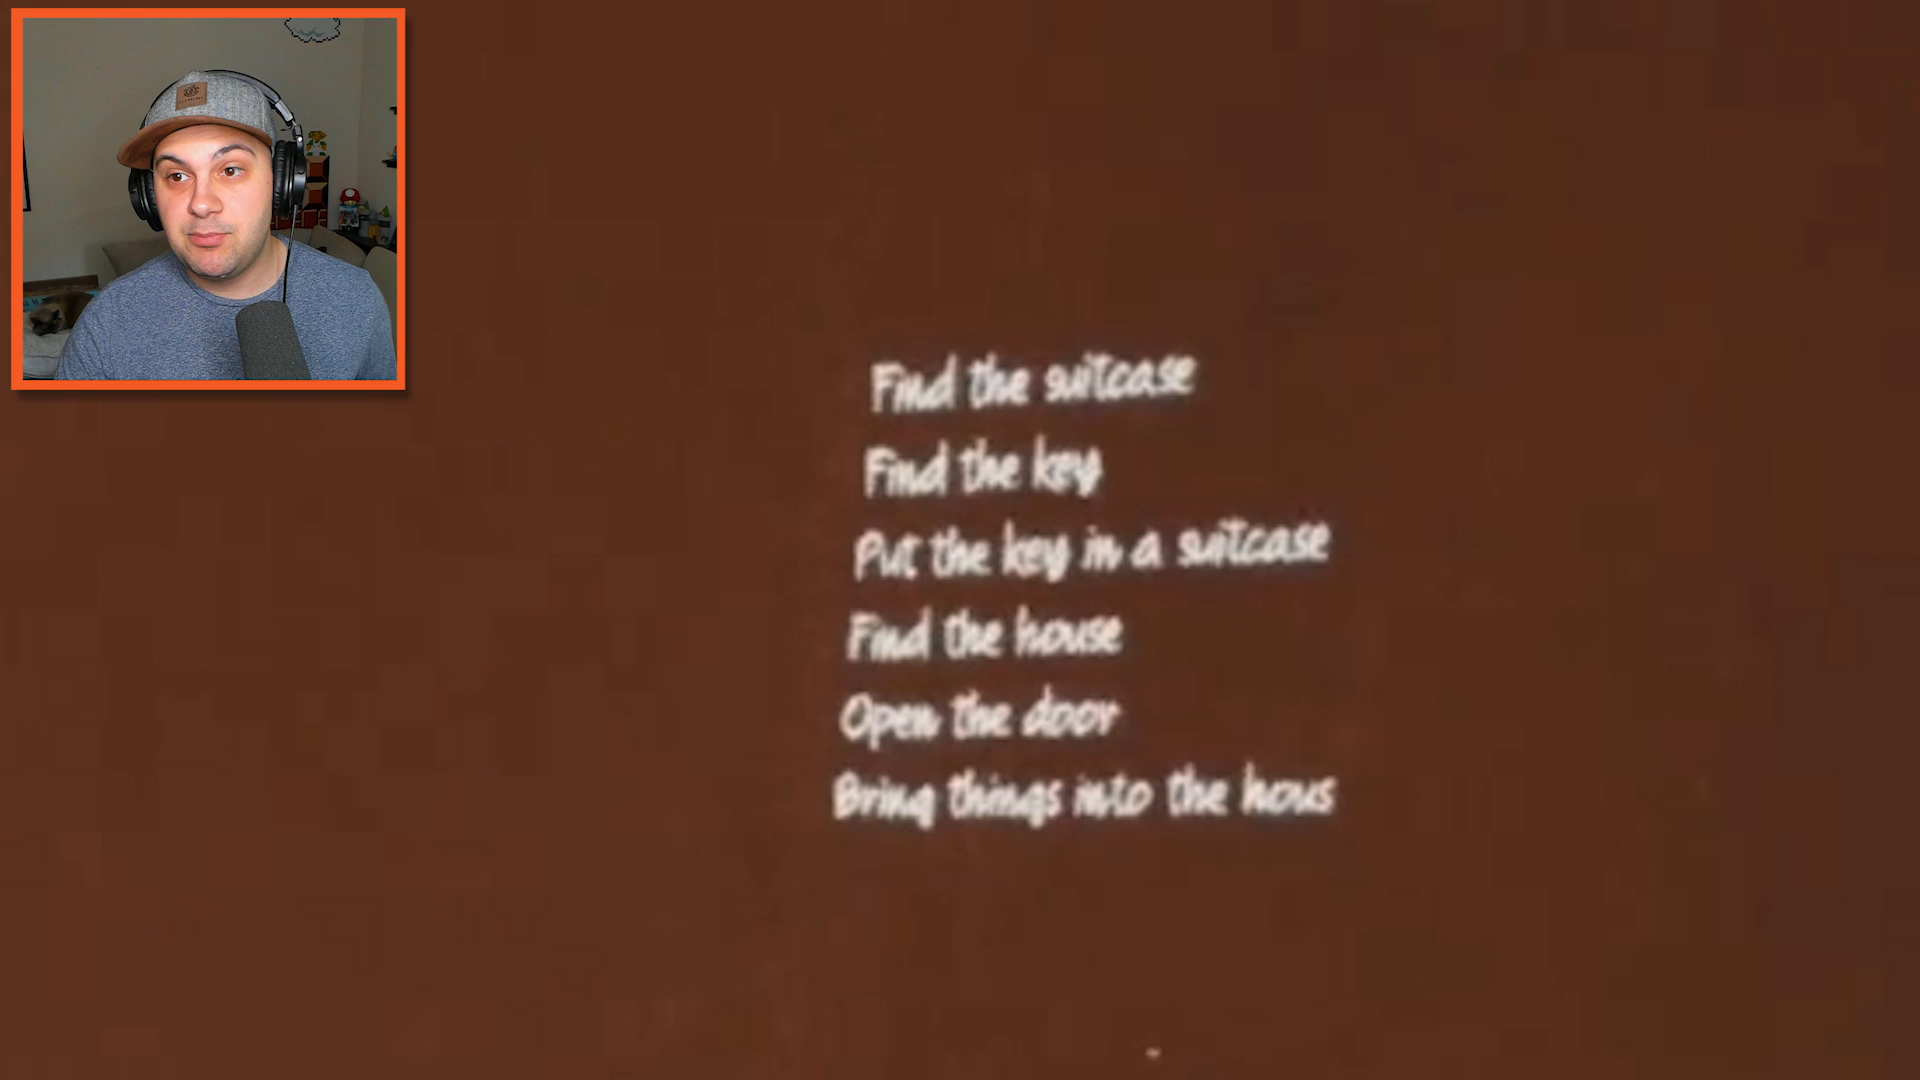 Find the suitcase
Find the key
Put the key in a suitcase
Find the house
Open the door
Bring things into the hous